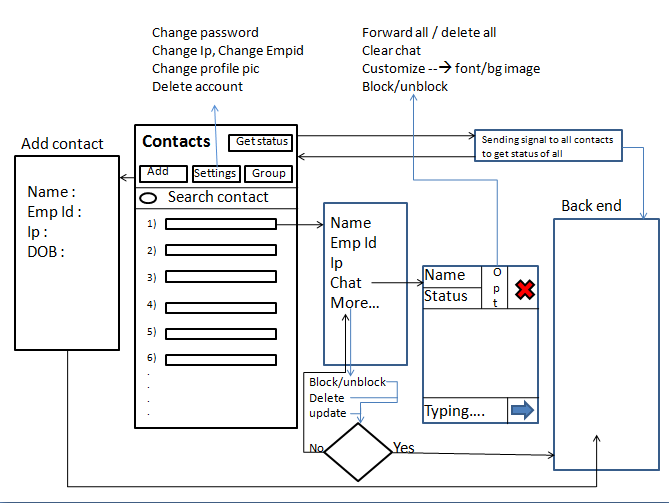 Change password
Change Ip, Change Empid
Change profile pic
Delete account
Forward all / delete all
Clear chat
Customize --→ font/bg image
Block/unblock
Add contact
Name :
Emp Id :
Ip :
DOB :
Contacts
Get status
Add
Settings
Group
Search contact
1)
2)
3)
4)
5)
6)
.
.
.
.
Sending signal to all contacts
to get status of all
Back end
Name
Emp Id
Ip
Chat
More...
Name
Status
O
p
t
Typing....
Block/unblock
Delete
update
No
Yes